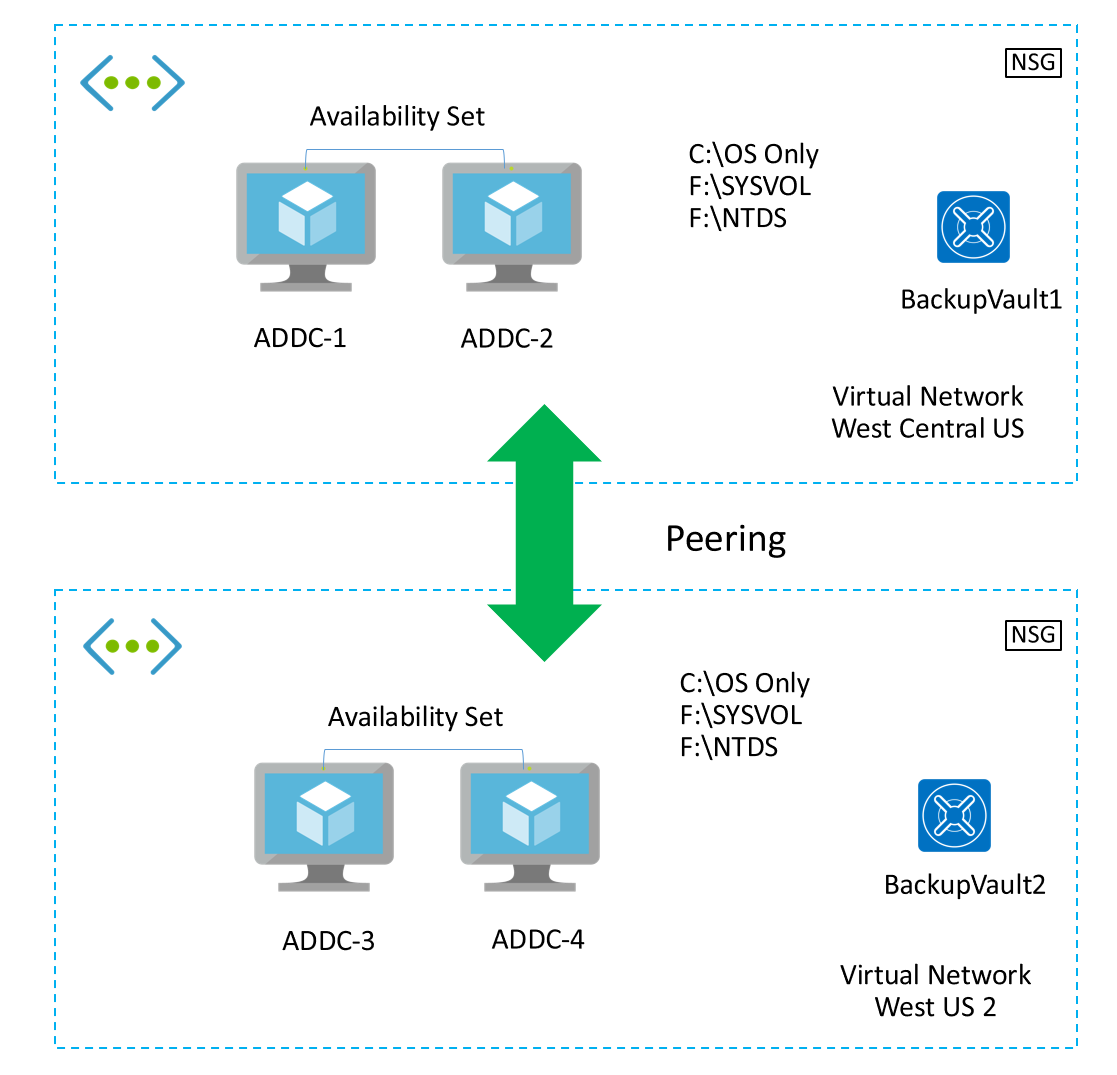 NSG
Availability Set
C:\OS Only
F:\SYSVOL
F:\NTDS
BackupVault1
ADDC-1
ADDC-2
Virtual Network
West Central US
Peering
NSG
C:\OS Only
F:\SYSVOL
F:\NTDS
Availability Set
BackupVault2
ADDC-3
ADDC-4
Virtual Network
West US 2